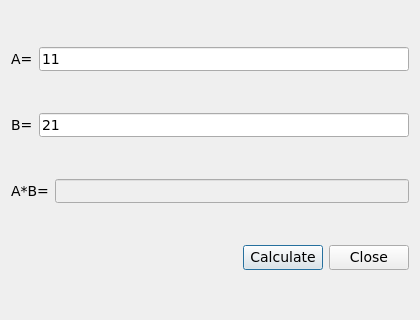 A= 11
B= 21
A*B=
Calculate Close